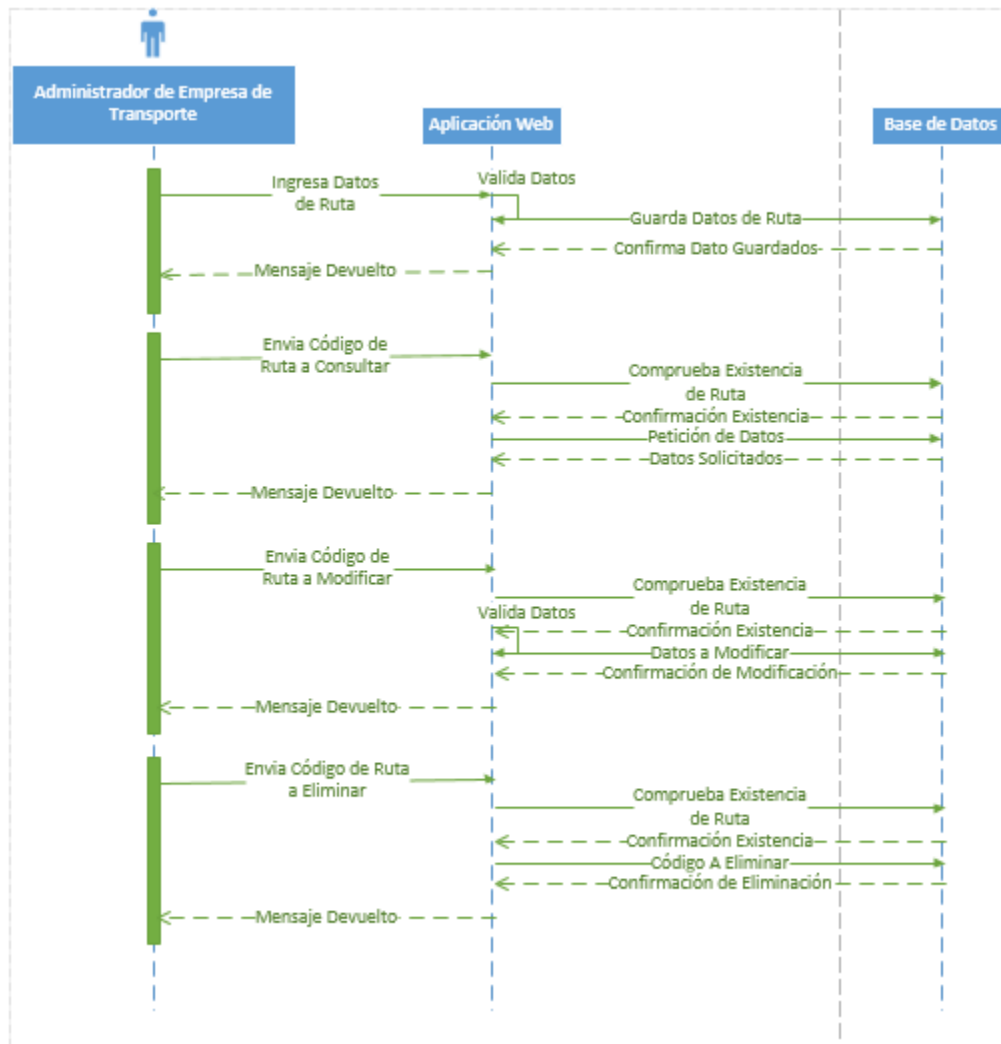 Administrador de Empresa de
Transporte
Aplicación Web
Base de Datos
Ingresa Datos
de Ruta
Valida Datos
Guarda Datos de Ruta
Confirma Dato Guardados
Mensaje Devuelto
Envia Código de
Ruta a Consultar
Comprueba Existencia
de Ruta
Confirmación Existencia
Petición de Datos
Datos Solicitados
Mensaje Devuelto
Envia Código de
Ruta a Modificar
Comprueba Existencia
de Ruta
Valida Datos
Confirmación Existencia
Datos a Modificar
Confirmación de Modificación
Mensaje Devuelto
Envia Código de Ruta
a Eliminar
Comprueba Existencia
de Ruta
Confirmación Existencia
Código A Eliminar
Confirmación de Eliminación
Mensaje Devuelto